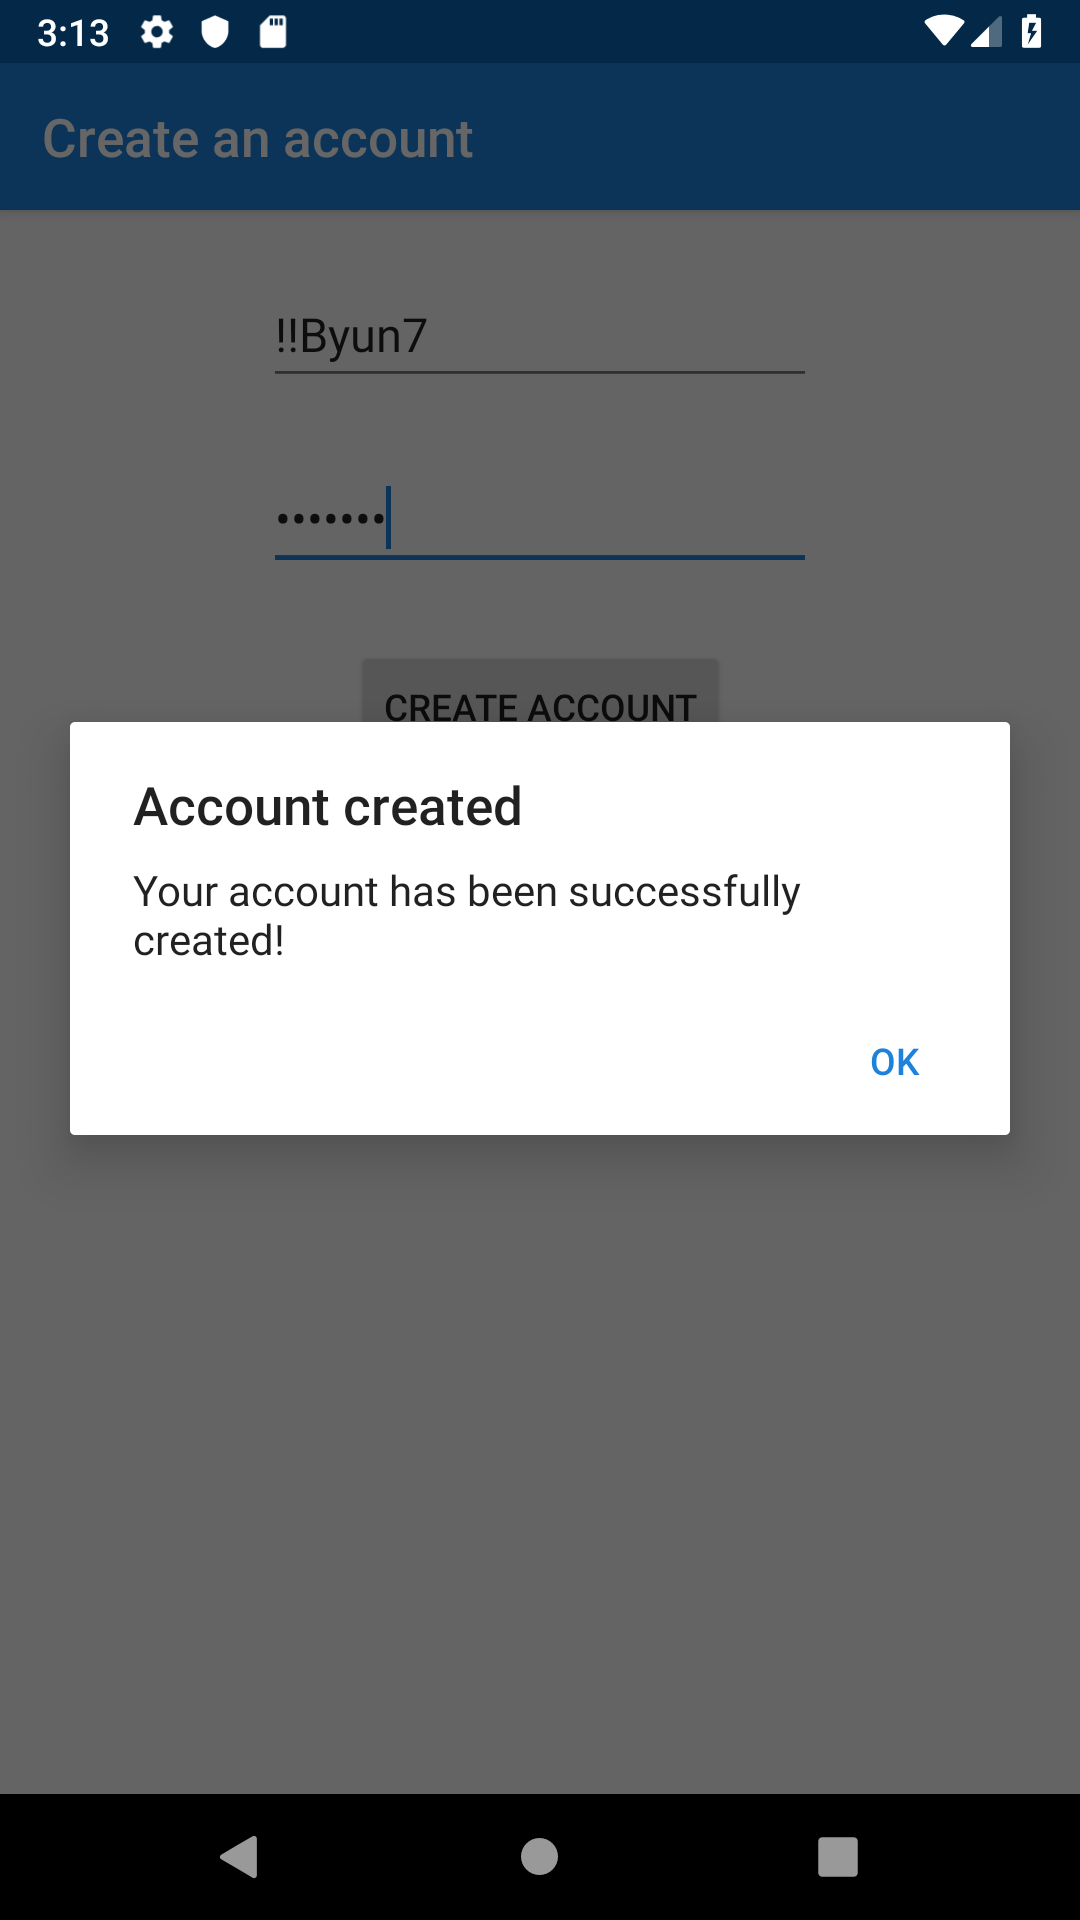 3:13
Create an account
!!Byun7
•••••••
CREATE ACCOUNT
Account created
Your account has been successfully
created!
OK